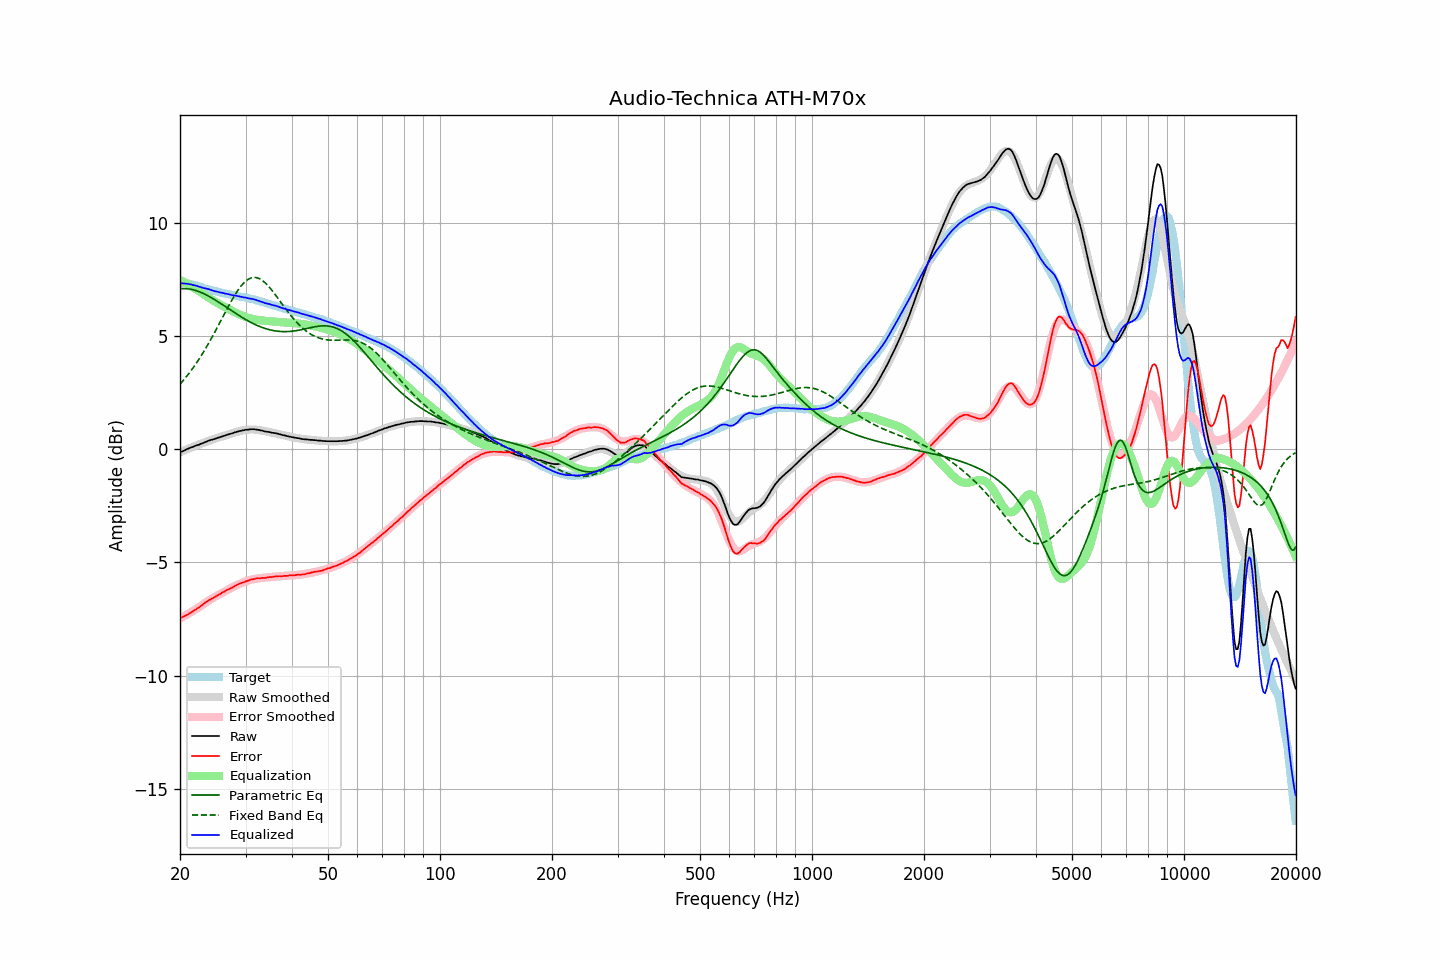 Audio-Technica ATH-M70x
Amplitude (dBr)
10
5
0
−5
−10
−15
Target
Raw Smoothed
Error Smoothed
Raw
Error
Equalization
Parametric Eq
Fixed Band Eq
Equalized
20 50 100 200 500 1000 2000 5000 10000 20000
Frequency (Hz)